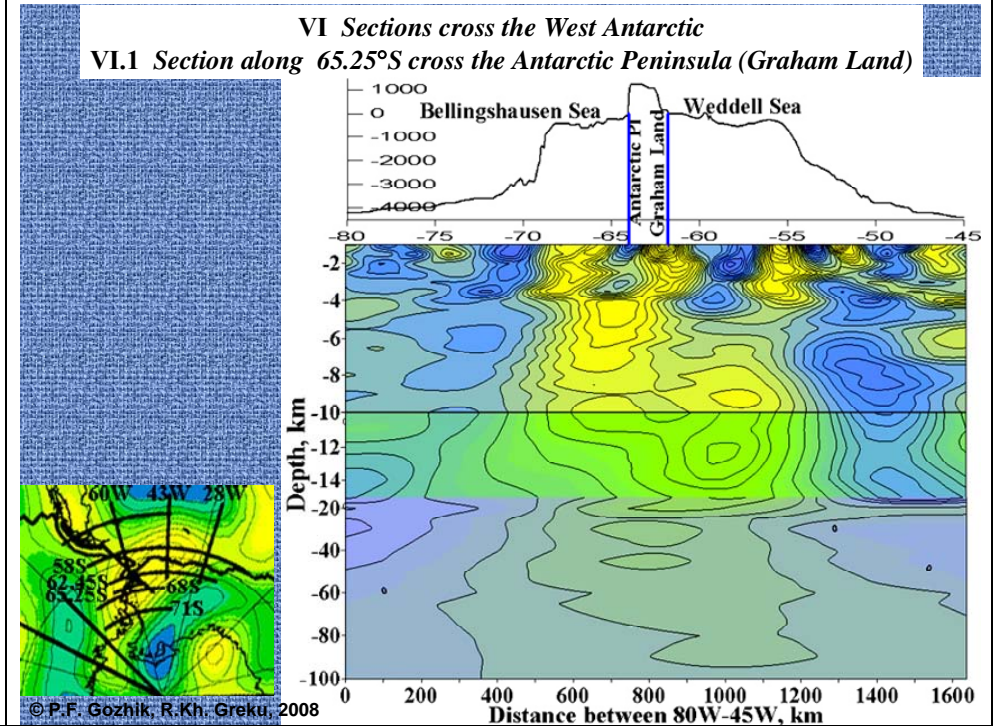 VI Sections cross the West Antarctic
VI.1 Section along 65.25°S cross the Antarctic Peninsula (Graham Land)
1000
0
-1000
-2000
-3000
-4000
Bellingshausen Sea
Weddell Sea
Antarctic Pl
Graham Land
-80 -75 -70 -65 -60 -55 -50 -45
Depth, km
-2
-4
-6
-8
-10
-12
-14
-20
-40
-60
-80
-100
0 200 400 600 800 1000 1200 1400 1600
Distance between 80W-45W, km
60W 43W 28W
58S
62.45S
65.25S
68S
71S
© P.F. Gozhik, R.Kh. Greku, 2008